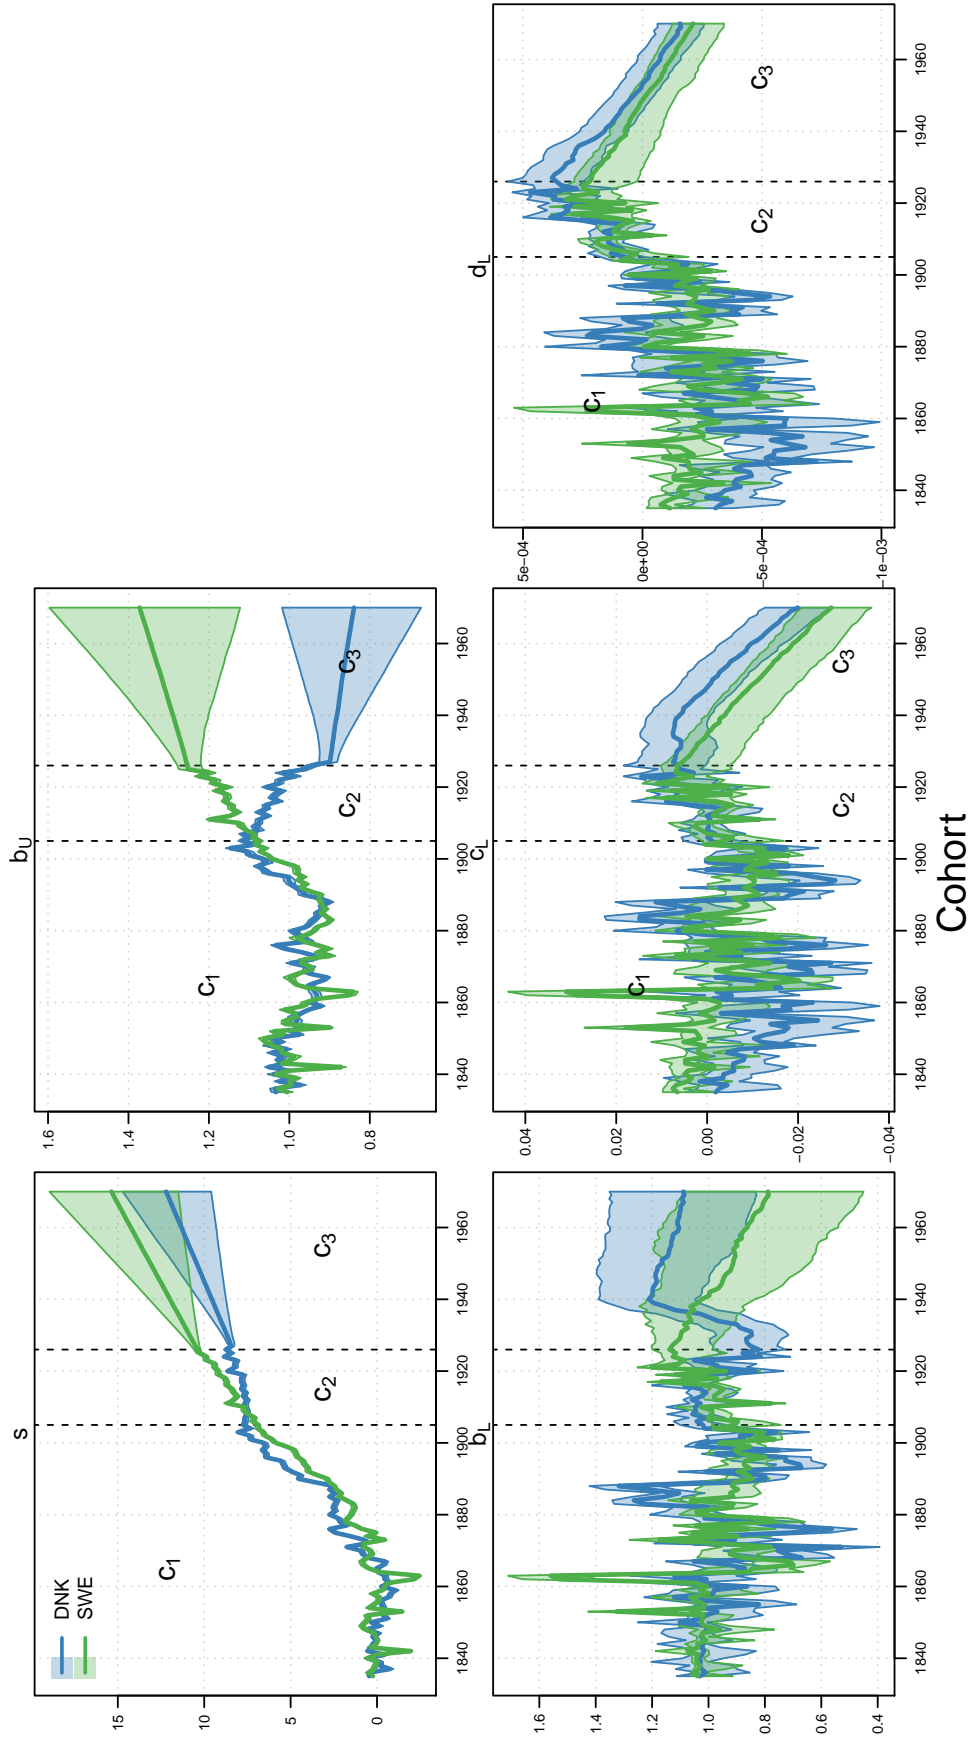 s
15
10
5
0
1840
1860
1880
1900
1920
1940
1960
DNK
SWE
c1
c2
c3
bU
1.6
1.4
1.2
1.0
0.8
1840
1860
1880
1900
1920
1940
1960
c1
c2
c3
bL
1.6
1.4
1.2
1.0
0.8
0.6
0.4
1840
1860
1880
1900
1920
1940
1960
cL
0.04
0.02
0.00
−0.02
−0.04
1840
1860
1880
1900
1920
1940
1960
c1
c2
c3
dL
5e−04
0e+00
−5e−04
−1e−03
1840
1860
1880
1900
1920
1940
1960
c1
c2
c3
Cohort